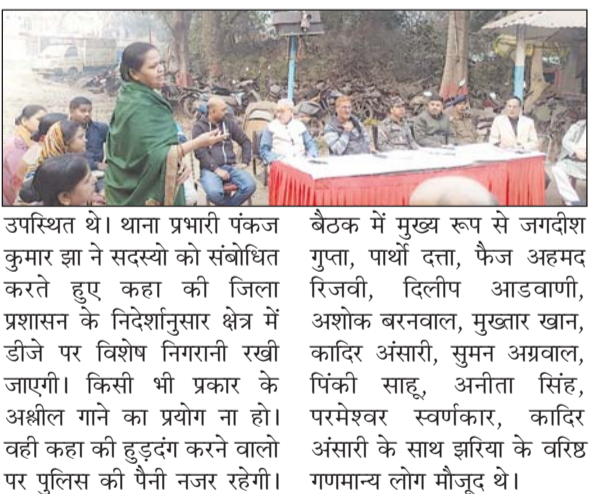 उपस्थित थे। थाना प्रभारी पंकज
कुमार झा ने सदस्यो को संबोधित
करते हुए कहा की जिला
प्रशासन के निदेर्शानुसार क्षेत्र में
डीजे पर विशेष निगरानी रखी
जाएगी। किसी भी प्रकार के
अश्लील गाने का प्रयोग ना हो।
वही कहा की हुड़दंग करने वालो
पर पुलिस की पैनी नजर रहेगी।
बैठक में मुख्य रूप से जगदीश
गुप्ता, पार्थो दत्ता, फैज अहमद
रिजवी, दिलीप आडवाणी,
अशोक बरनवाल, मुख्तार खान,
कादिर अंसारी, सुमन अग्रवाल,
पिंकी साहू, अनीता सिंह,
परमेश्वर स्वर्णकार, कादिर
अंसारी के साथ झरिया के वरिष्ठ
गणमान्य लोग मौजूद थे।